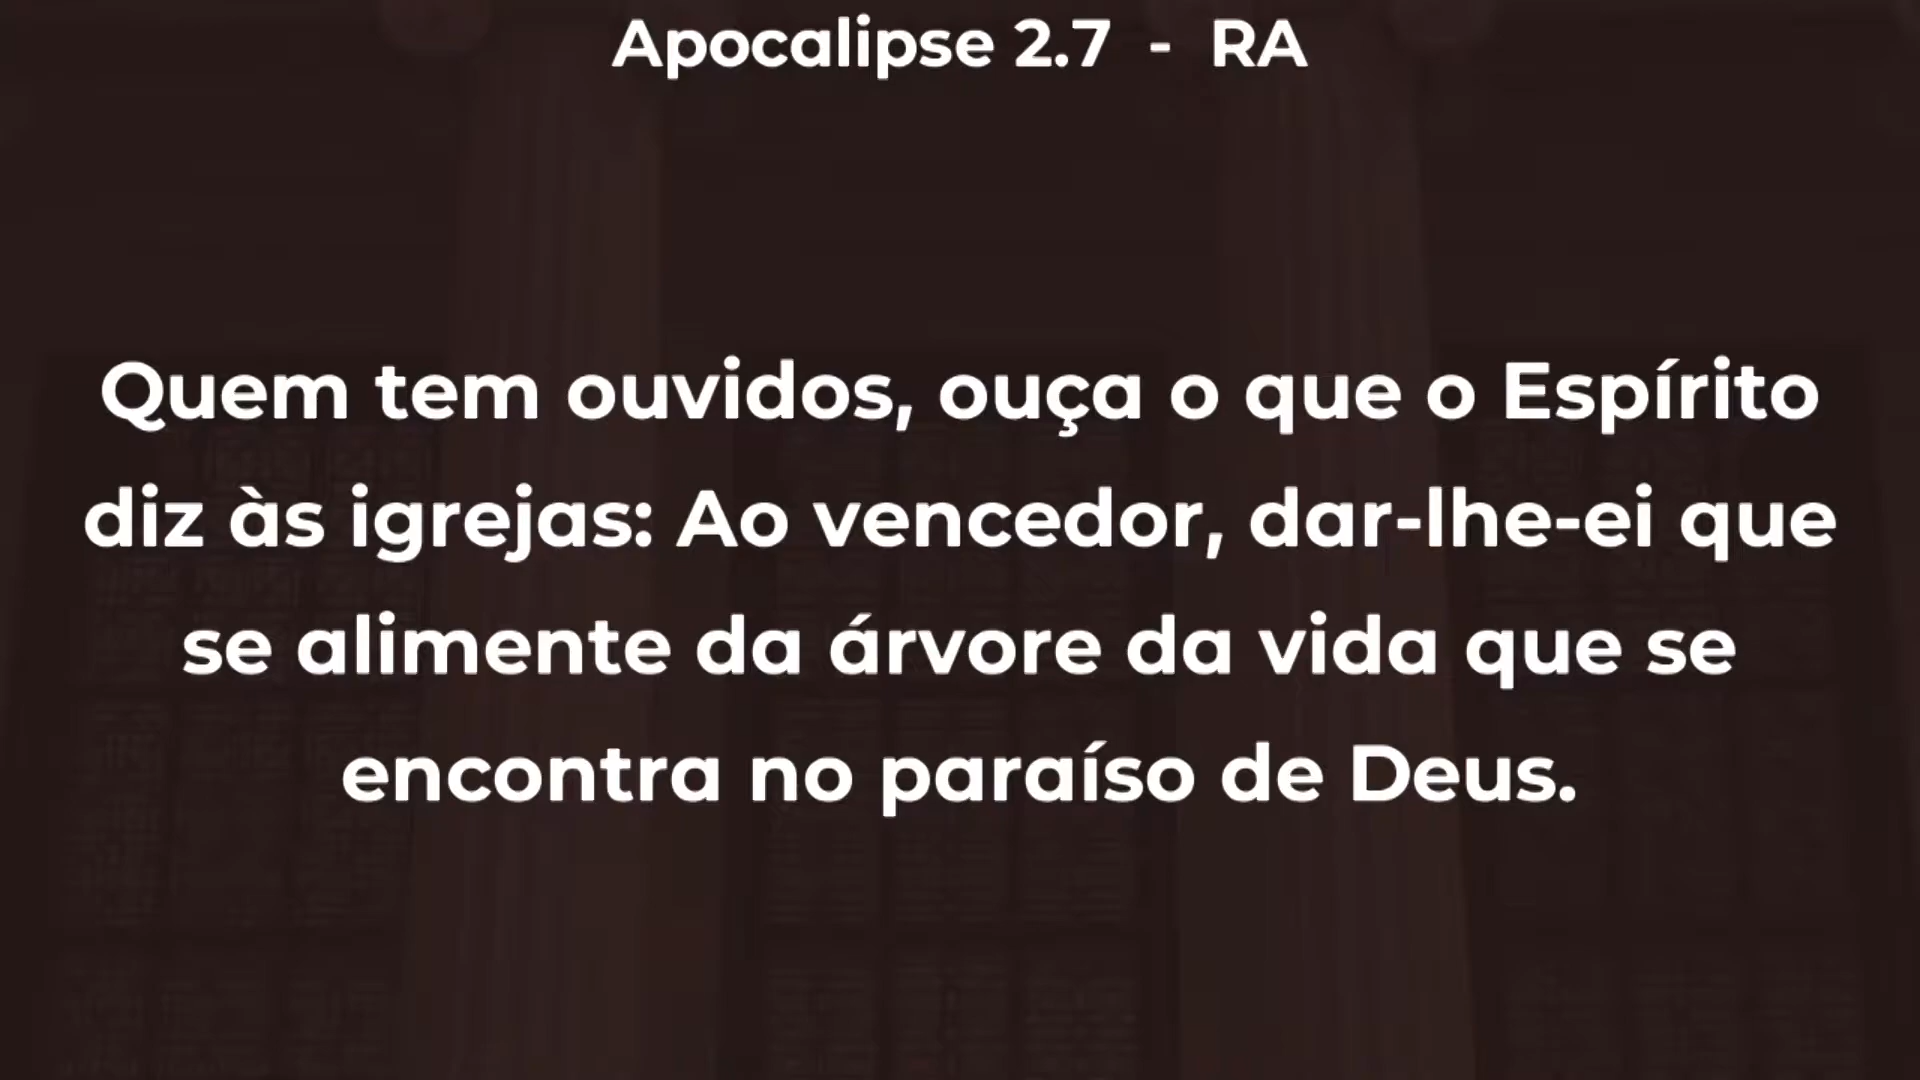 Apocalipse 2.7 - RA
Quem tem ouvidos, ouça o que o Espírito
diz às igrejas: Ao vencedor, dar-lhe-ei que
se alimente da árvore da vida que se
encontra no paraíso de Deus.